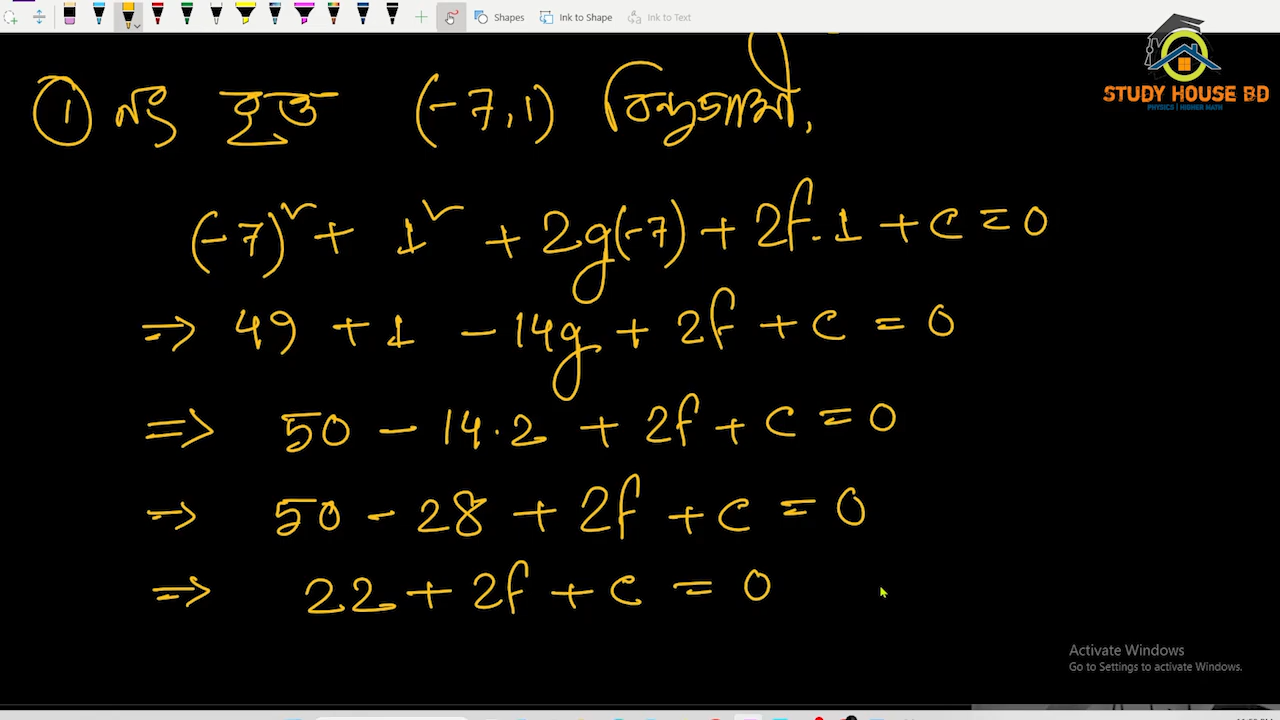 Shapes Ink to Shape Ink to Text
STUDY HOUSE BD
PHYSICS | HIGHER MATH
① নং বৃত্ত (-7,1) বিন্দুগামী,
(-7)² + 1² + 2g(-7) + 2f.1 + c = 0
=> 49 + 1 - 14g + 2f + c = 0
=> 50 - 14.2 + 2f + c = 0
=> 50 - 28 + 2f + c = 0
=> 22 + 2f + c = 0
Activate Windows
Go to Settings to activate Windows.